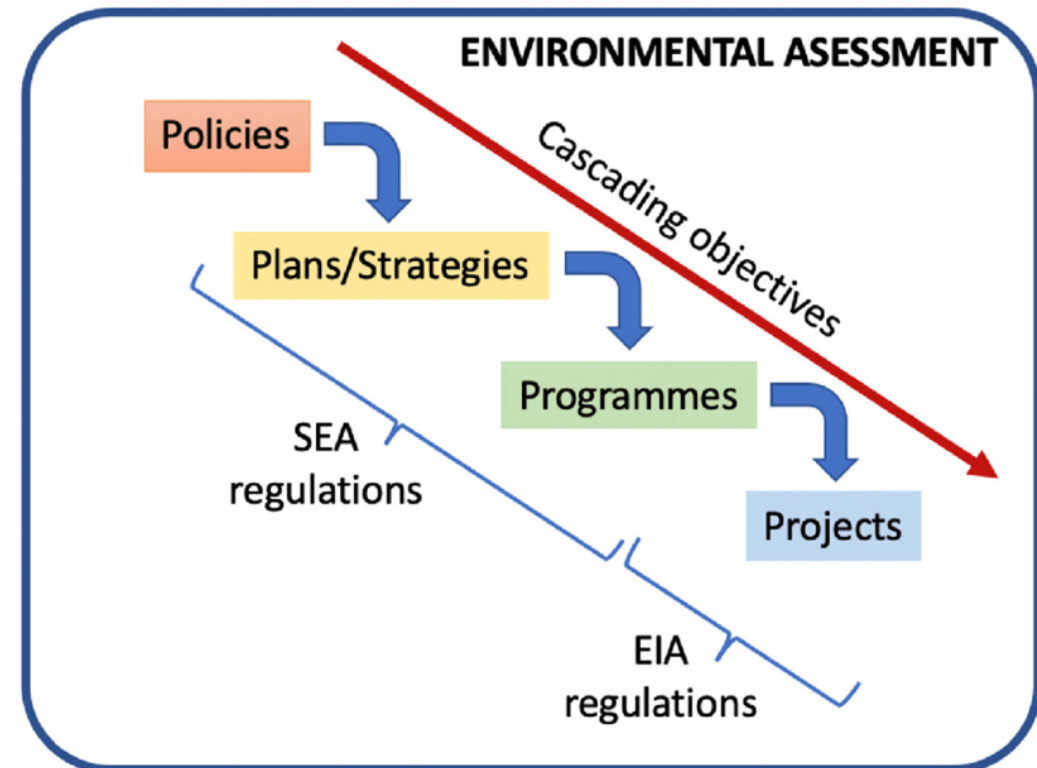 ENVIRONMENTAL ASESSMENT
Policies
Cascading objectives
Plans/Strategies
Programmes
SEA
regulations
Projects
EIA
regulations